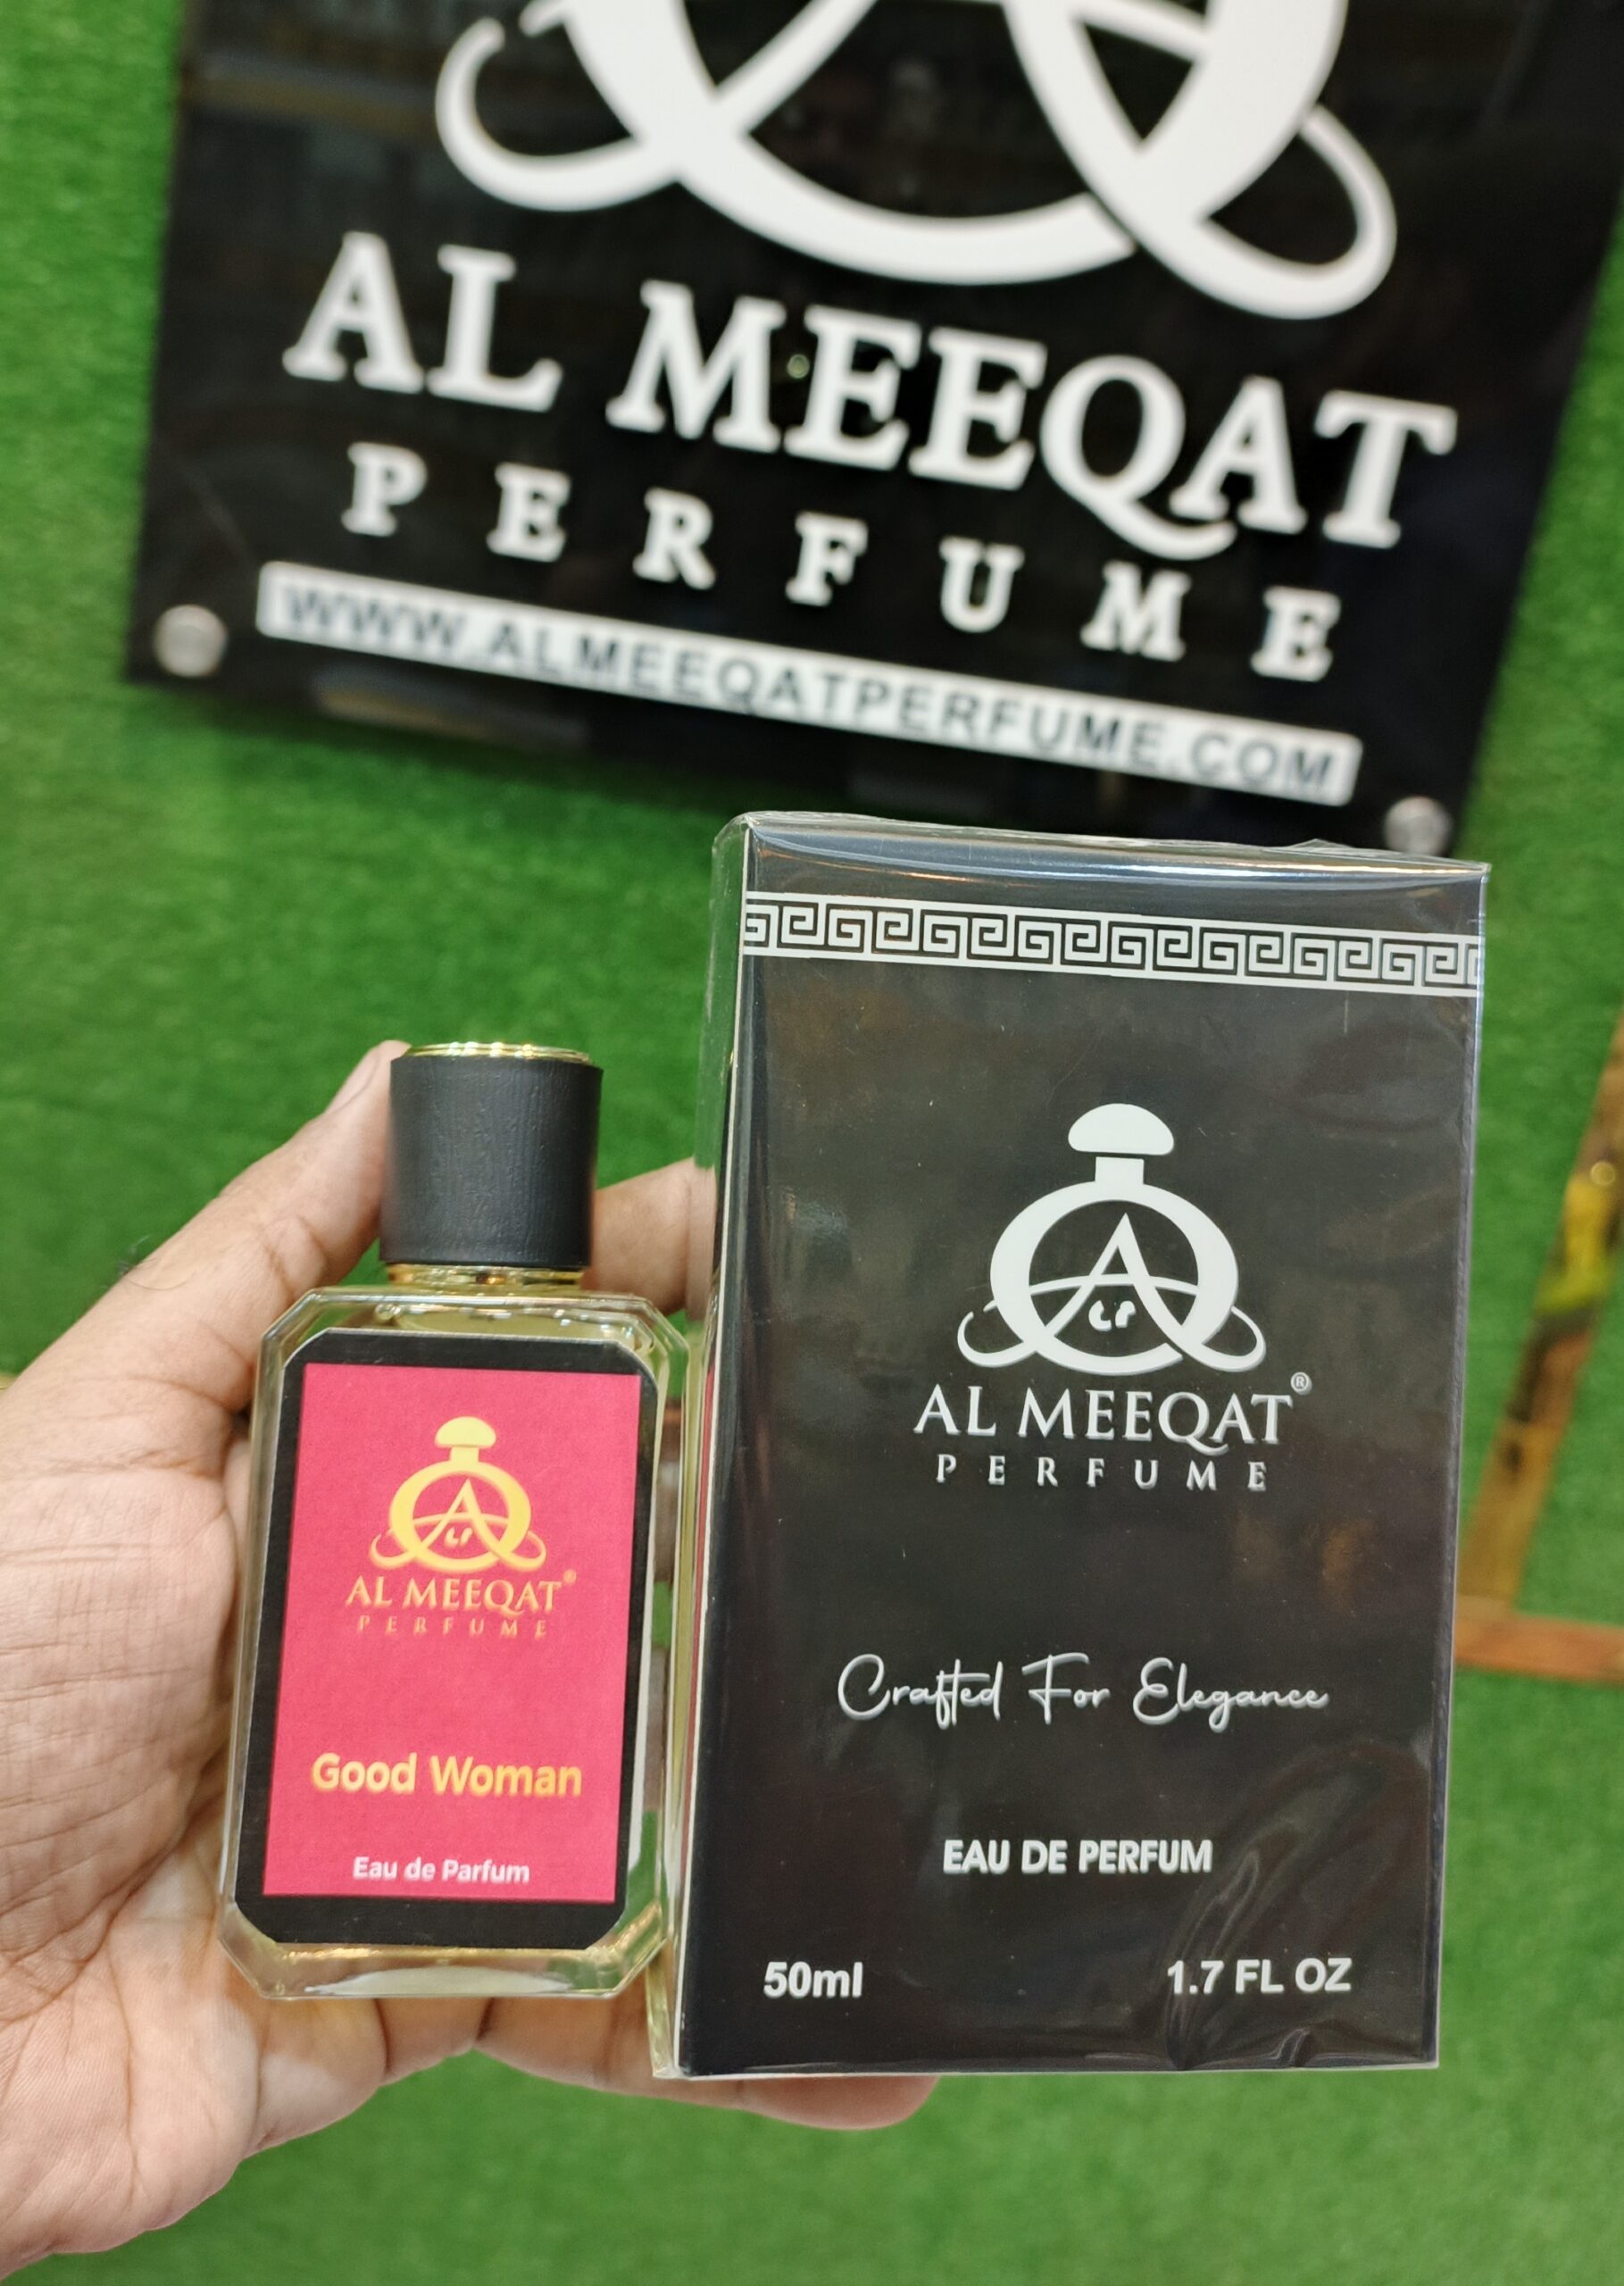 AL MEEQAT
PERFUME
WWW.ALMEEQATPERFUME.COM
AL MEEQAT®
PERFUME
Good Woman
Eau de Parfum
AL MEEQAT®
PERFUME
Crafted For Elegance
EAU DE PERFUM
50ml 1.7 FL OZ